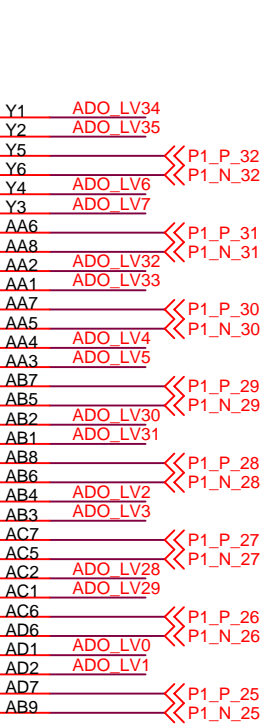 Y1 ADO_LV34
Y2 ADO_LV35
Y5 P1_P_32
Y6 P1_N_32
Y4 ADO_LV6
Y3 ADO_LV7
AA6 P1_P_31
AA8 P1_N_31
AA2 ADO_LV32
AA1 ADO_LV33
AA7 P1_P_30
AA5 P1_N_30
AA4 ADO_LV4
AA3 ADO_LV5
AB7 P1_P_29
AB5 P1_N_29
AB2 ADO_LV30
AB1 ADO_LV31
AB8 P1_P_28
AB6 P1_N_28
AB4 ADO_LV2
AB3 ADO_LV3
AC7 P1_P_27
AC5 P1_N_27
AC2 ADO_LV28
AC1 ADO_LV29
AC6 P1_P_26
AD6 P1_N_26
AD1 ADO_LV0
AD2 ADO_LV1
AD7 P1_P_25
AB9 P1_N_25